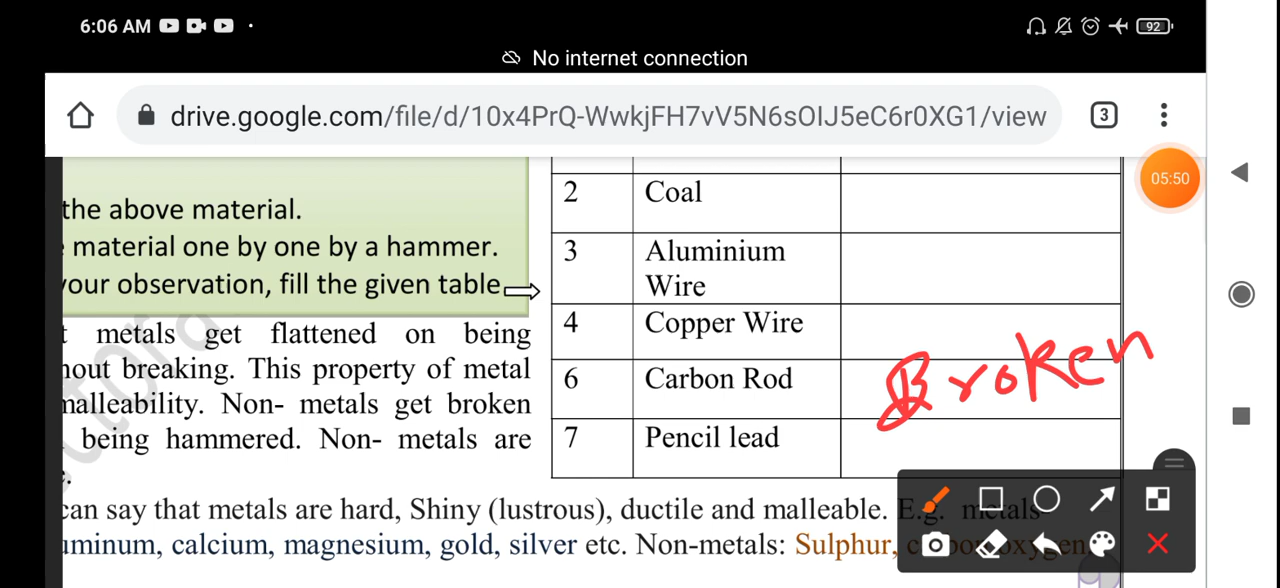 6:06 AM
92
No internet connection
drive.google.com/file/d/10x4PrQ-WwkjFH7vV5N6sOIJ5eC6r0XG1/view
3
05:50
the above material.
material one by one by a hammer.
your observation, fill the given table
metals get flattened on being
hout breaking. This property of metal
malleability. Non- metals get broken
being hammered. Non- metals are
2 Coal
3 Aluminium
Wire
4 Copper Wire
6 Carbon Rod
Broken
7 Pencil lead
can say that metals are hard, Shiny (lustrous), ductile and malleable. E.g. metals
uminum, calcium, magnesium, gold, silver etc. Non-metals: Sulphur, carbon oxygen